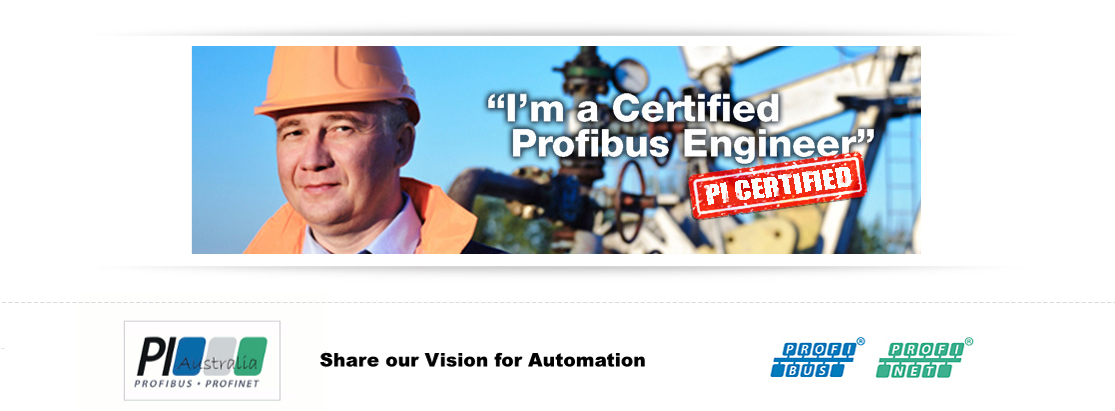 “I’m a Certified
Profibus Engineer”
PI CERTIFIED
PI Australia
PROFIBUS • PROFINET
Share our Vision for Automation
PROFI®
BUS
PROFI®
NET